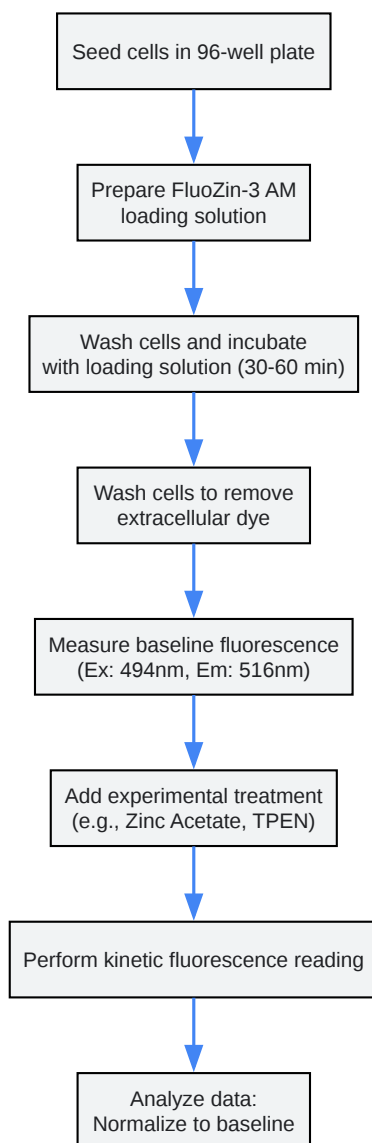 Seed cells in 96-well plate
Prepare FluoZin-3 AM
loading solution
Wash cells and incubate
with loading solution (30-60 min)
Wash cells to remove
extracellular dye
Measure baseline fluorescence
(Ex: 494nm, Em: 516nm)
Add experimental treatment
(e.g., Zinc Acetate, TPEN)
Perform kinetic fluorescence reading
Analyze data:
Normalize to baseline